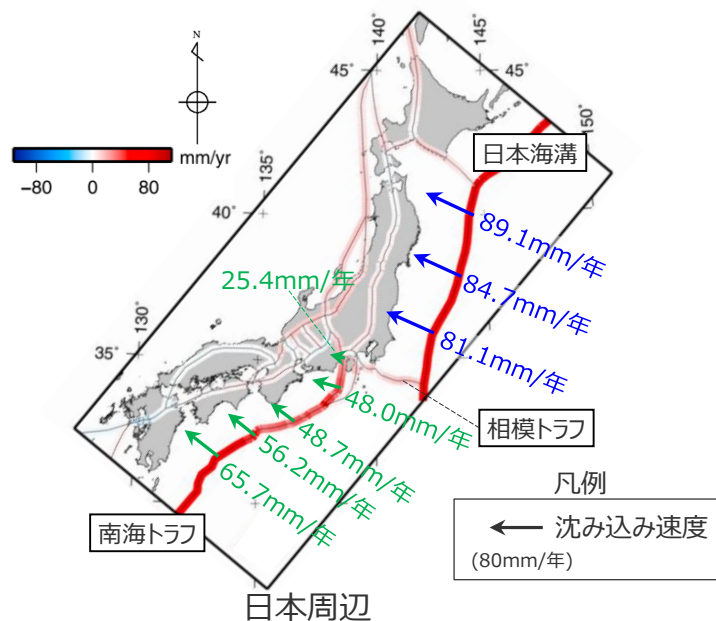 N
140
145
45°
45°
150
mm/yr
−80
0
80
日本海溝
135
40°
89.1mm/年
84.7mm/年
25.4mm/年
81.1mm/年
130
35°
48.0mm/年
相模トラフ
48.7mm/年
56.2mm/年
65.7mm/年
南海トラフ
凡例
沈み込み速度
(80mm/年)
日本周辺